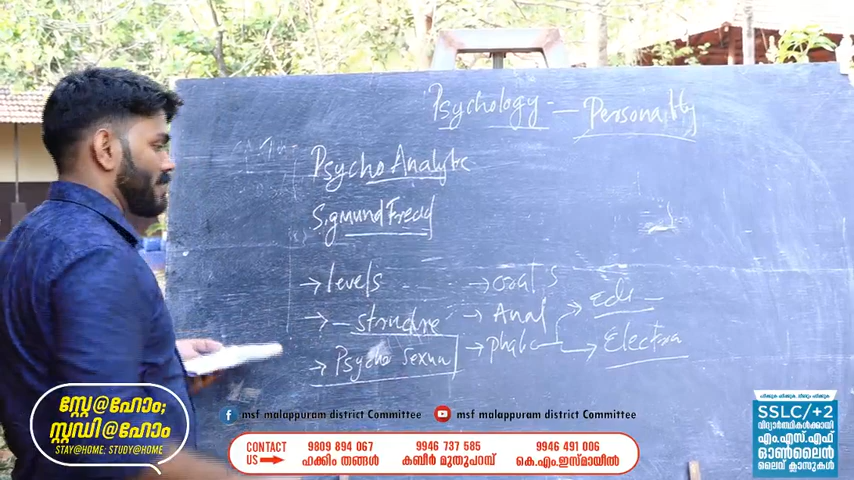 Psychology - Personality
Psycho Analytic
Sigmund Freud
→ levels → oral s
→ - structure → Anal → Edi
→ Psycho Sexua → phalic → Electra
സ്റ്റേ@ഹോം;
സ്റ്റഡി@ഹോം
STAY@HOME: STUDY@HOME
msf malappuram district Committee msf malappuram district Committee
CONTACT US
9809 894 067 9946 737 585 9946 491 006
ഹക്കിം തങ്ങൾ കബീർ മുതുപറമ്പ് കെ.എം.ഇസ്മായീൽ
SSLC/+2
വിദ്യാർത്ഥികൾക്കായി
എം.എസ്.എഫ്
ഓൺലൈൻ
ലൈവ് ക്ലാസുകൾ